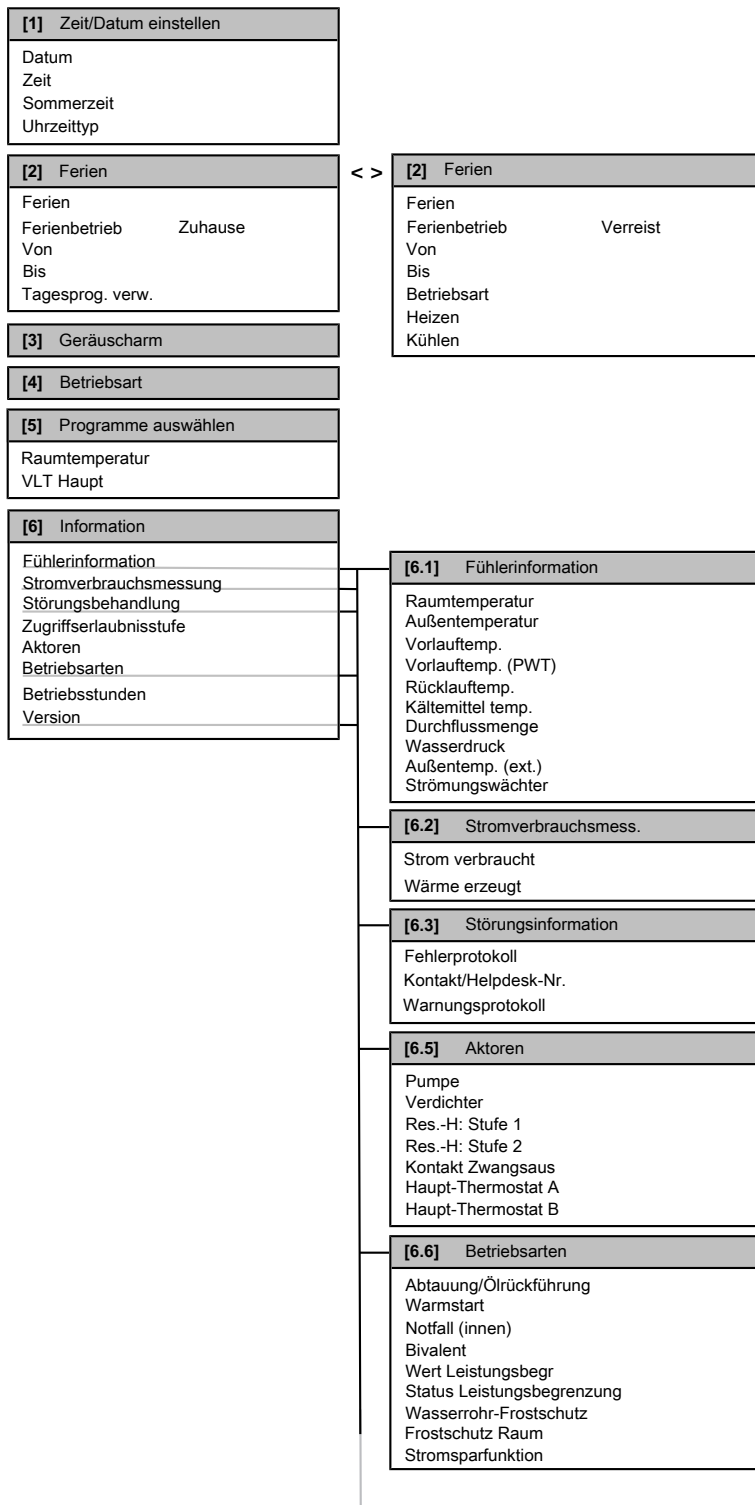 [1] Zeit/Datum einstellen
Datum
Zeit
Sommerzeit
Uhrzeittyp
[2] Ferien
Ferien
Ferienbetrieb Zuhause
Von
Bis
Tagesprog. verw.
< >
[2] Ferien
Ferien
Ferienbetrieb Verreist
Von
Bis
Betriebsart
Heizen
Kühlen
[3] Geräuscharm
[4] Betriebsart
[5] Programme auswählen
Raumtemperatur
VLT Haupt
[6] Information
Fühlerinformation
Stromverbrauchsmessung
Störungsbehandlung
Zugriffserlaubnisstufe
Aktoren
Betriebsarten
Betriebsstunden
Version
[6.1] Fühlerinformation
Raumtemperatur
Außentemperatur
Vorlauftemp.
Vorlauftemp. (PWT)
Rücklauftemp.
Kältemittel temp.
Durchflussmenge
Wasserdruck
Außentemp. (ext.)
Strömungswächter
[6.2] Stromverbrauchsmess.
Strom verbraucht
Wärme erzeugt
[6.3] Störungsinformation
Fehlerprotokoll
Kontakt/Helpdesk-Nr.
Warnungsprotokoll
[6.5] Aktoren
Pumpe
Verdichter
Res.-H: Stufe 1
Res.-H: Stufe 2
Kontakt Zwangsaus
Haupt-Thermostat A
Haupt-Thermostat B
[6.6] Betriebsarten
Abtauung/Ölrückführung
Warmstart
Notfall (innen)
Bivalent
Wert Leistungsbegr
Status Leistungsbegrenzung
Wasserrohr-Frostschutz
Frostschutz Raum
Stromsparfunktion